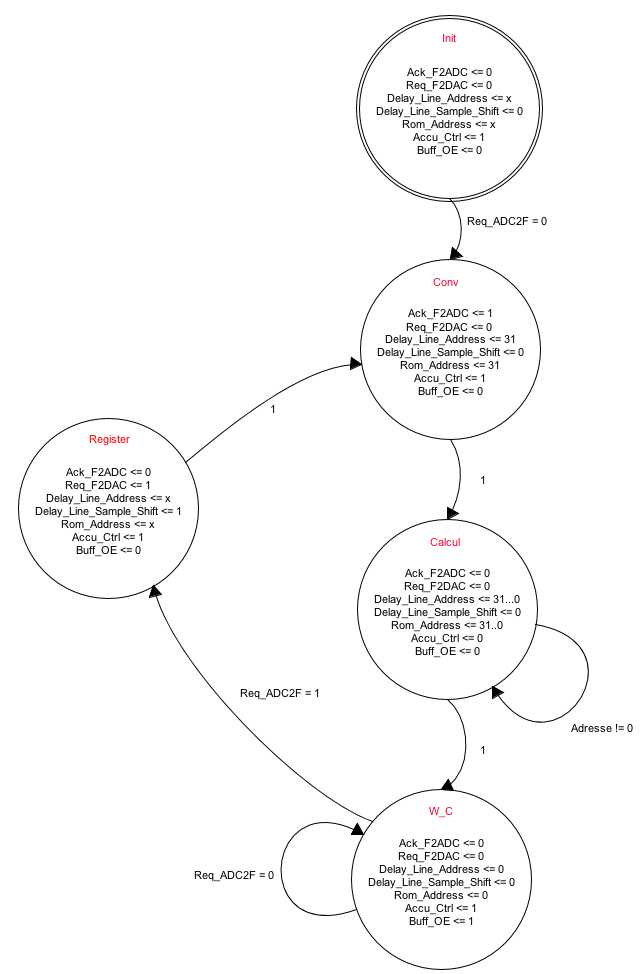 Init
Ack_F2ADC <= 0
Req_F2DAC <= 0
Delay_Line_Address <= x
Delay_Line_Sample_Shift <= 0
Rom_Address <= x
Accu_Ctrl <= 1
Buff_OE <= 0
Req_ADC2F = 0
Conv
Ack_F2ADC <= 1
Req_F2DAC <= 0
Delay_Line_Address <= 31
Delay_Line_Sample_Shift <= 0
Rom_Address <= 31
Accu_Ctrl <= 1
Buff_OE <= 0
1
Register
Ack_F2ADC <= 0
Req_F2DAC <= 1
Delay_Line_Address <= x
Delay_Line_Sample_Shift <= 1
Rom_Address <= x
Accu_Ctrl <= 1
Buff_OE <= 0
1
Calcul
Ack_F2ADC <= 0
Req_F2DAC <= 0
Delay_Line_Address <= 31...0
Delay_Line_Sample_Shift <= 0
Rom_Address <= 31..0
Accu_Ctrl <= 0
Buff_OE <= 0
Req_ADC2F = 1
Adresse != 0
1
W_C
Ack_F2ADC <= 0
Req_F2DAC <= 0
Delay_Line_Address <= 0
Delay_Line_Sample_Shift <= 0
Rom_Address <= 0
Accu_Ctrl <= 1
Buff_OE <= 1
Req_ADC2F = 0